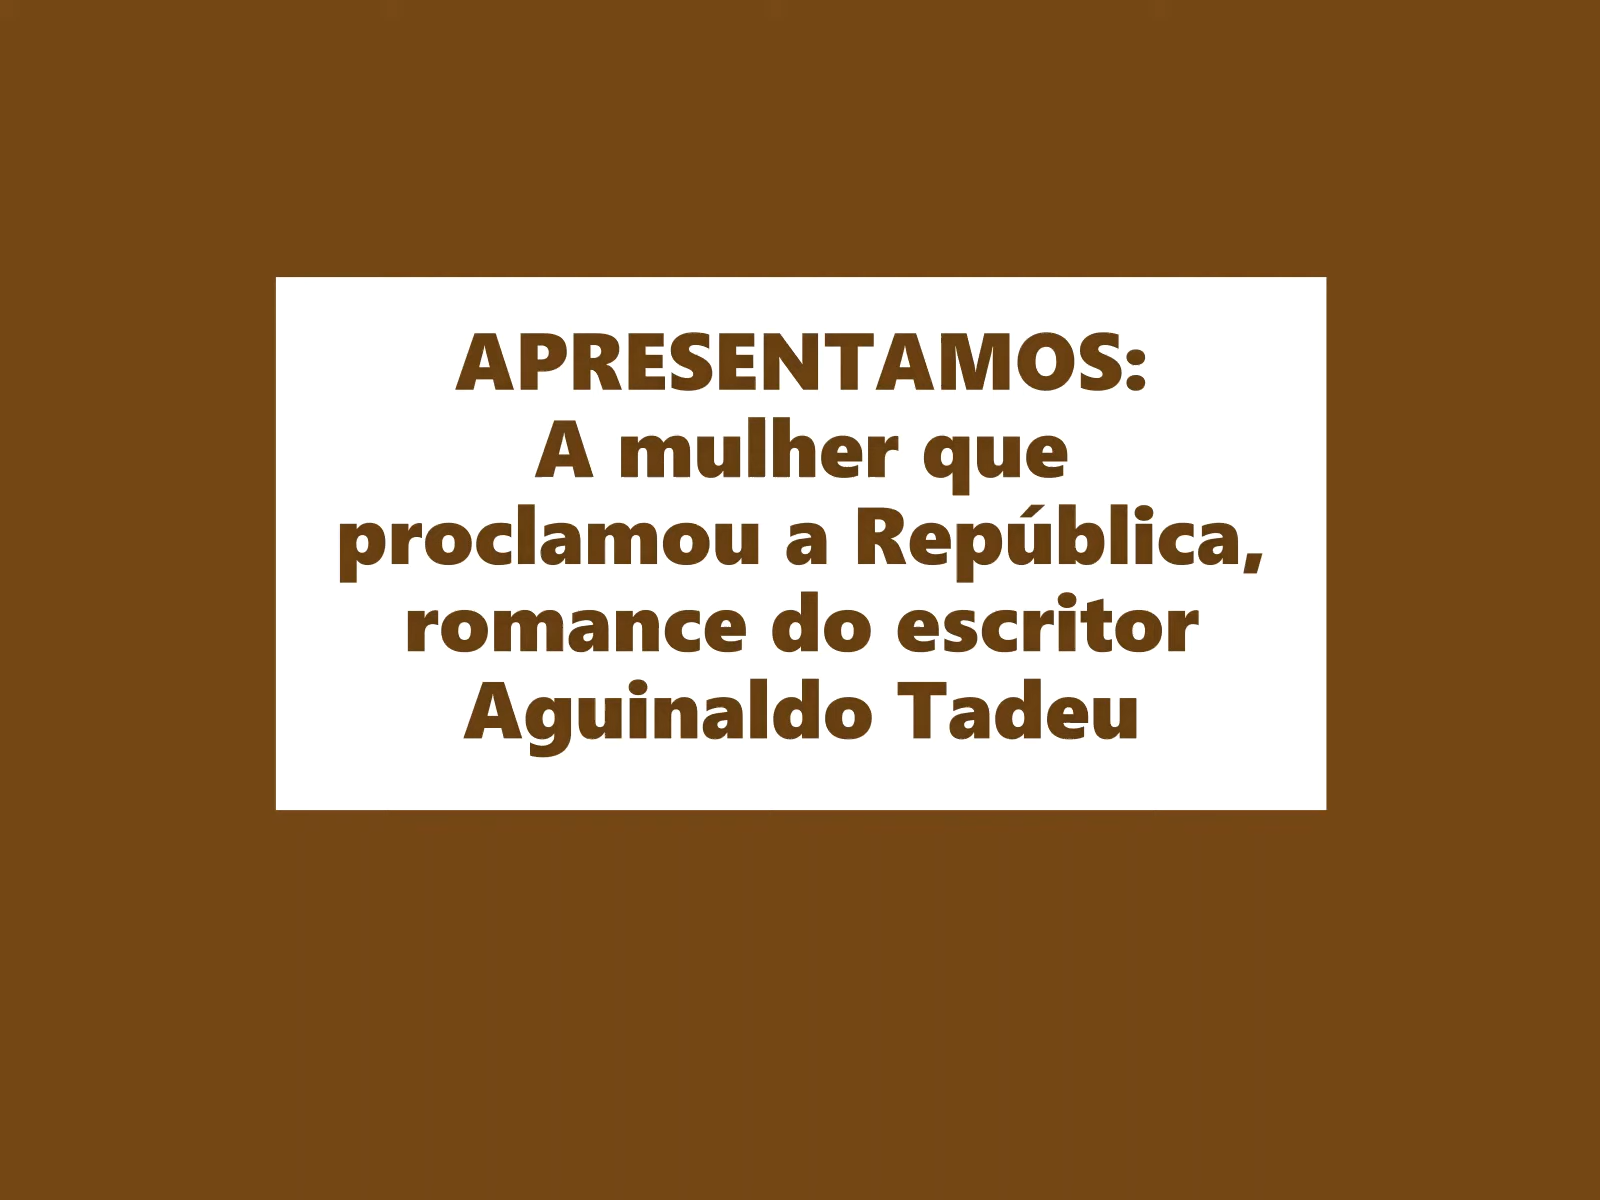 APRESENTAMOS:
A mulher que
proclamou a República,
romance do escritor
Aguinaldo Tadeu